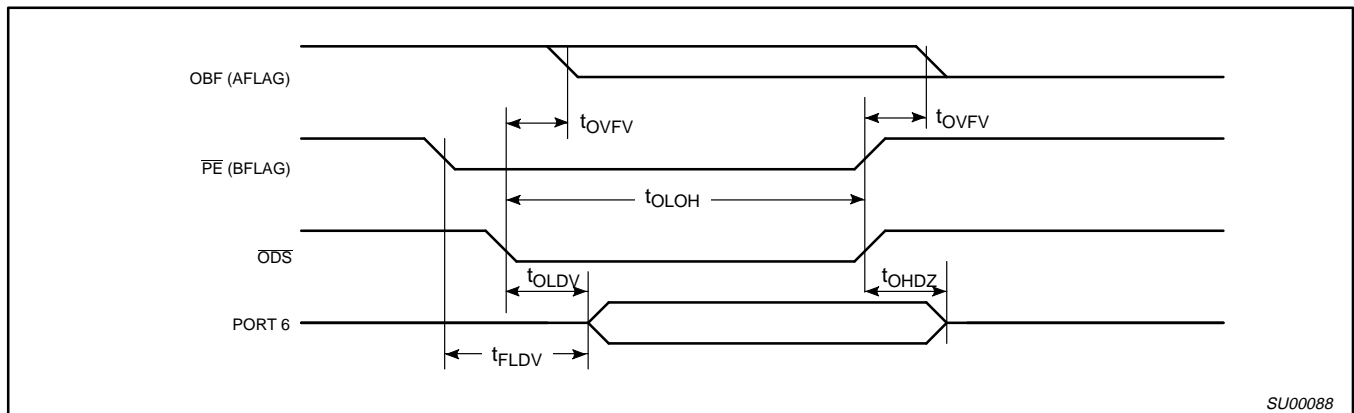 OBF (AFLAG)
tOVFV
tOVFV
PE (BFLAG)
tOLOH
ODS
tOLDV
tOHDZ
PORT 6
tFLDV
SU00088